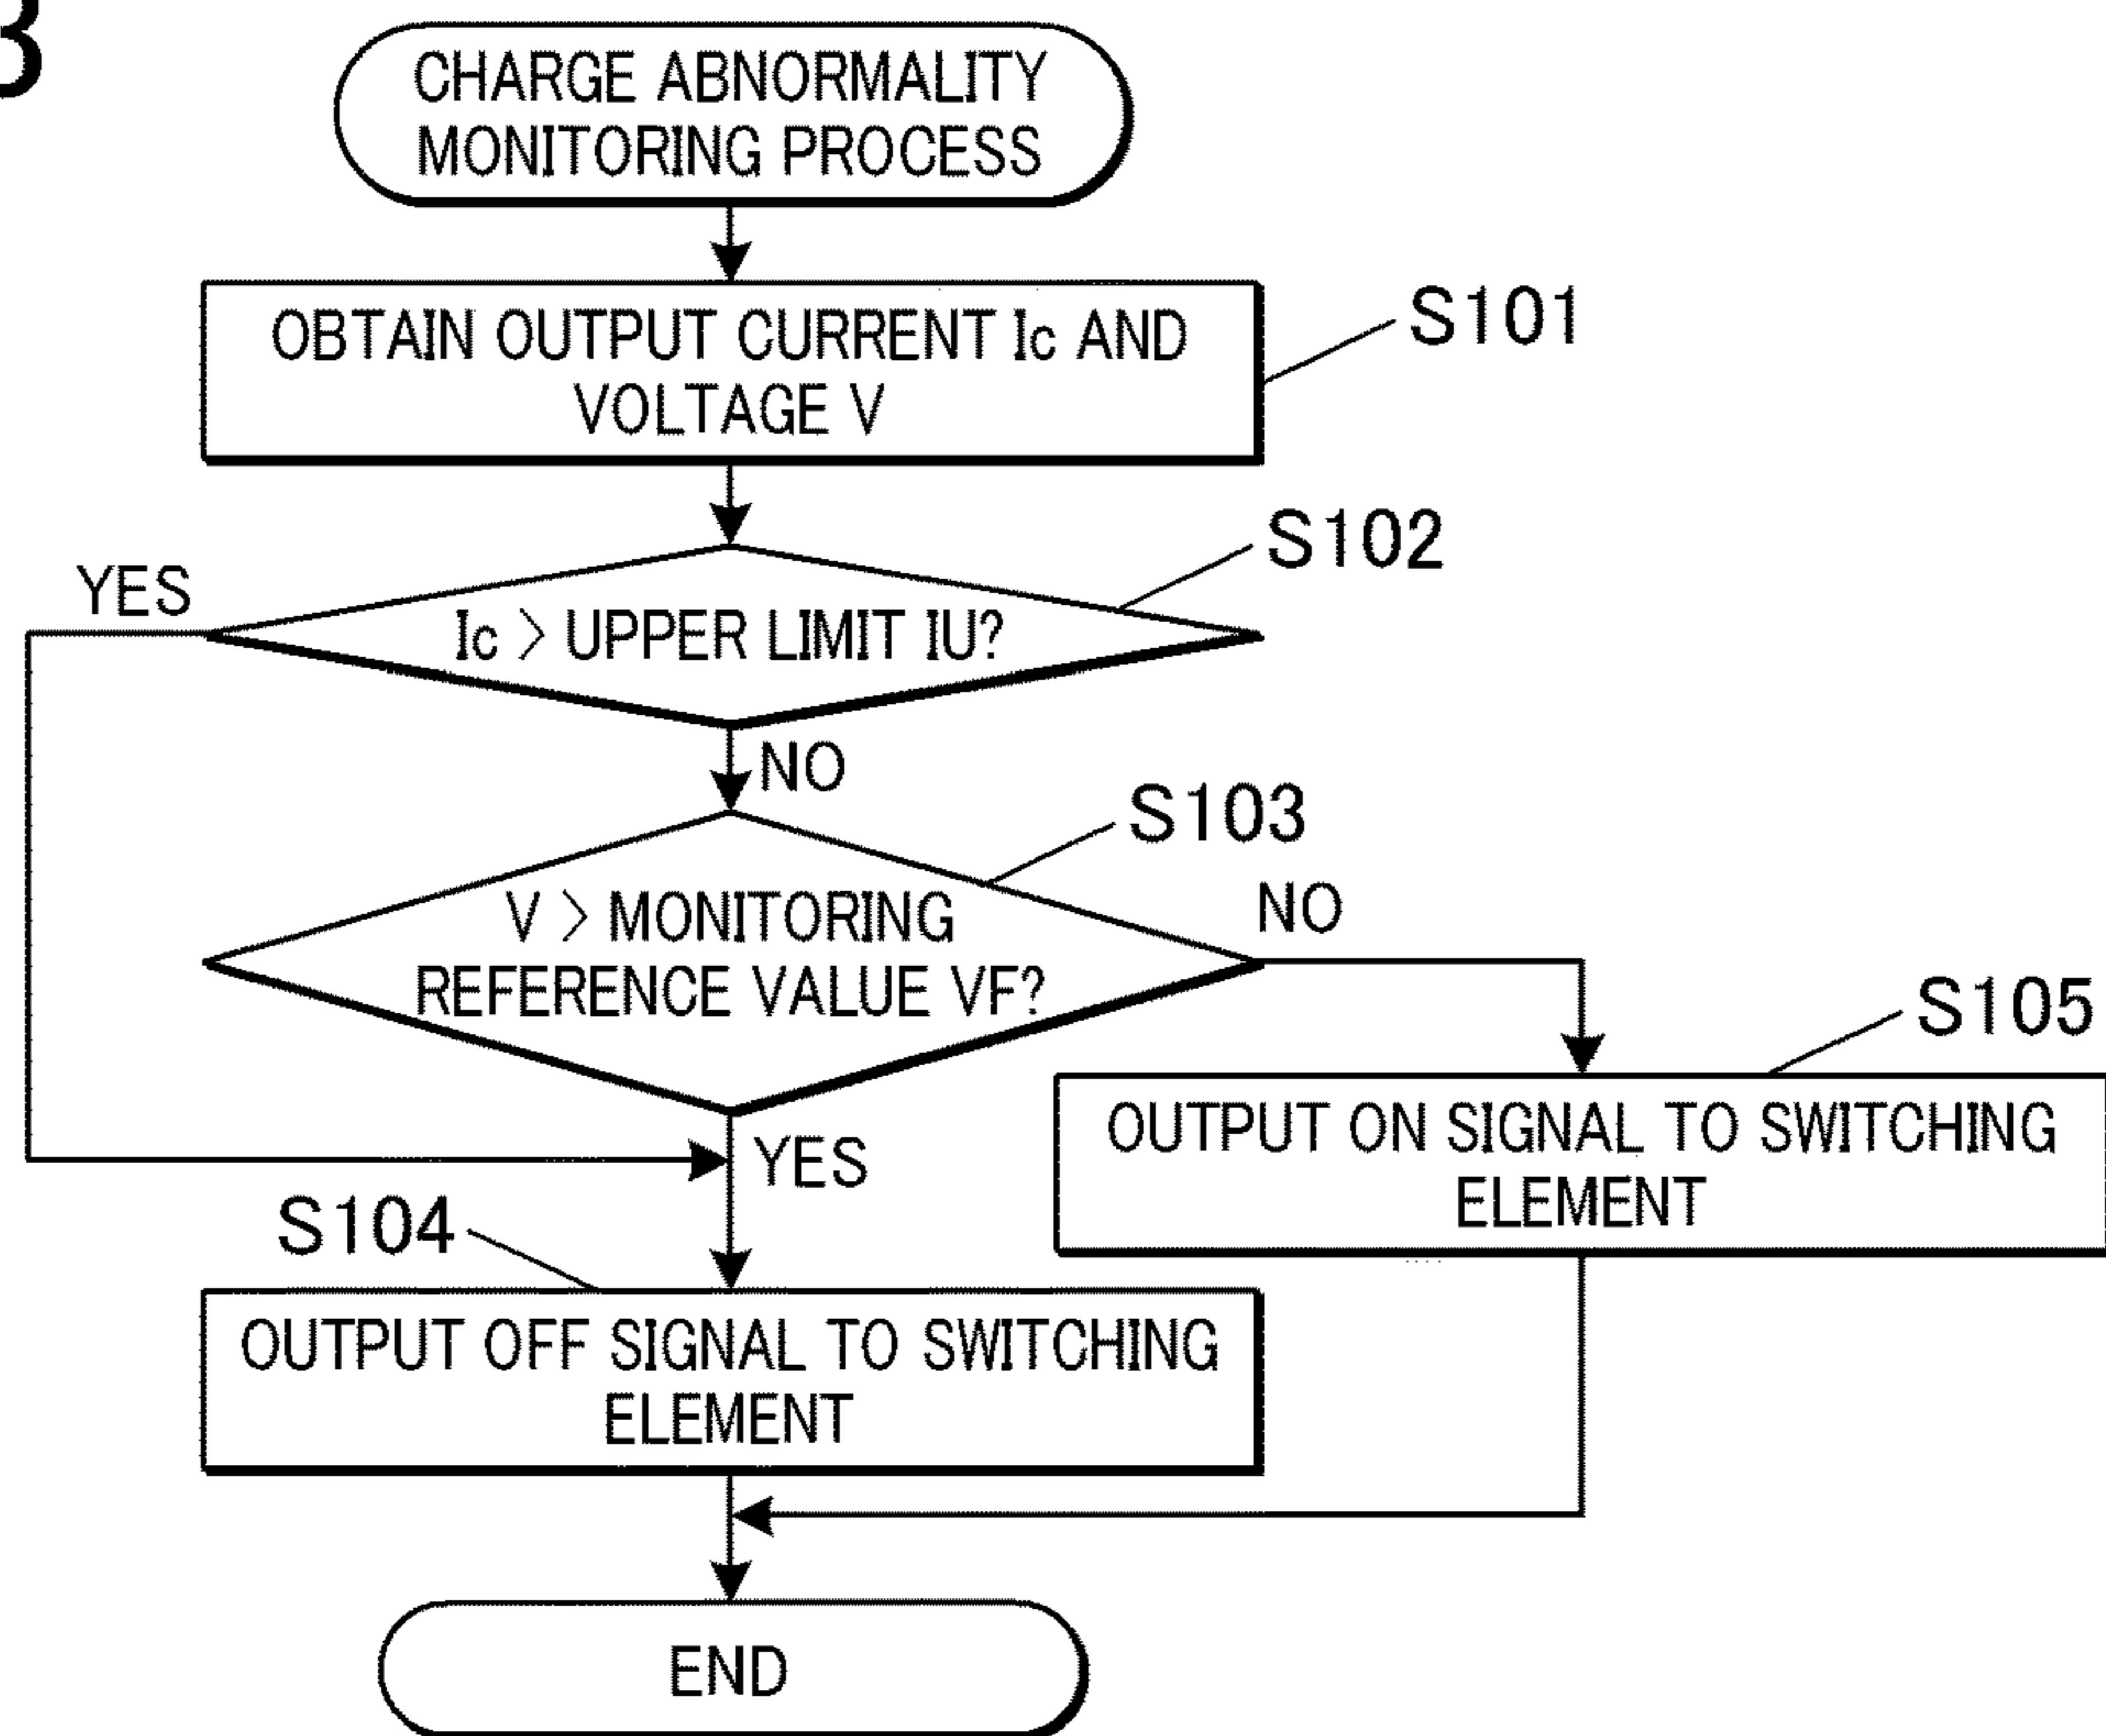 3
CHARGE ABNORMALITY
MONITORING PROCESS
OBTAIN OUTPUT CURRENT Ic AND
VOLTAGE V
S101
S102
YES
Ic > UPPER LIMIT IU?
NO
S103
V > MONITORING
REFERENCE VALUE VF?
NO
S105
OUTPUT ON SIGNAL TO SWITCHING
ELEMENT
YES
S104
OUTPUT OFF SIGNAL TO SWITCHING
ELEMENT
END